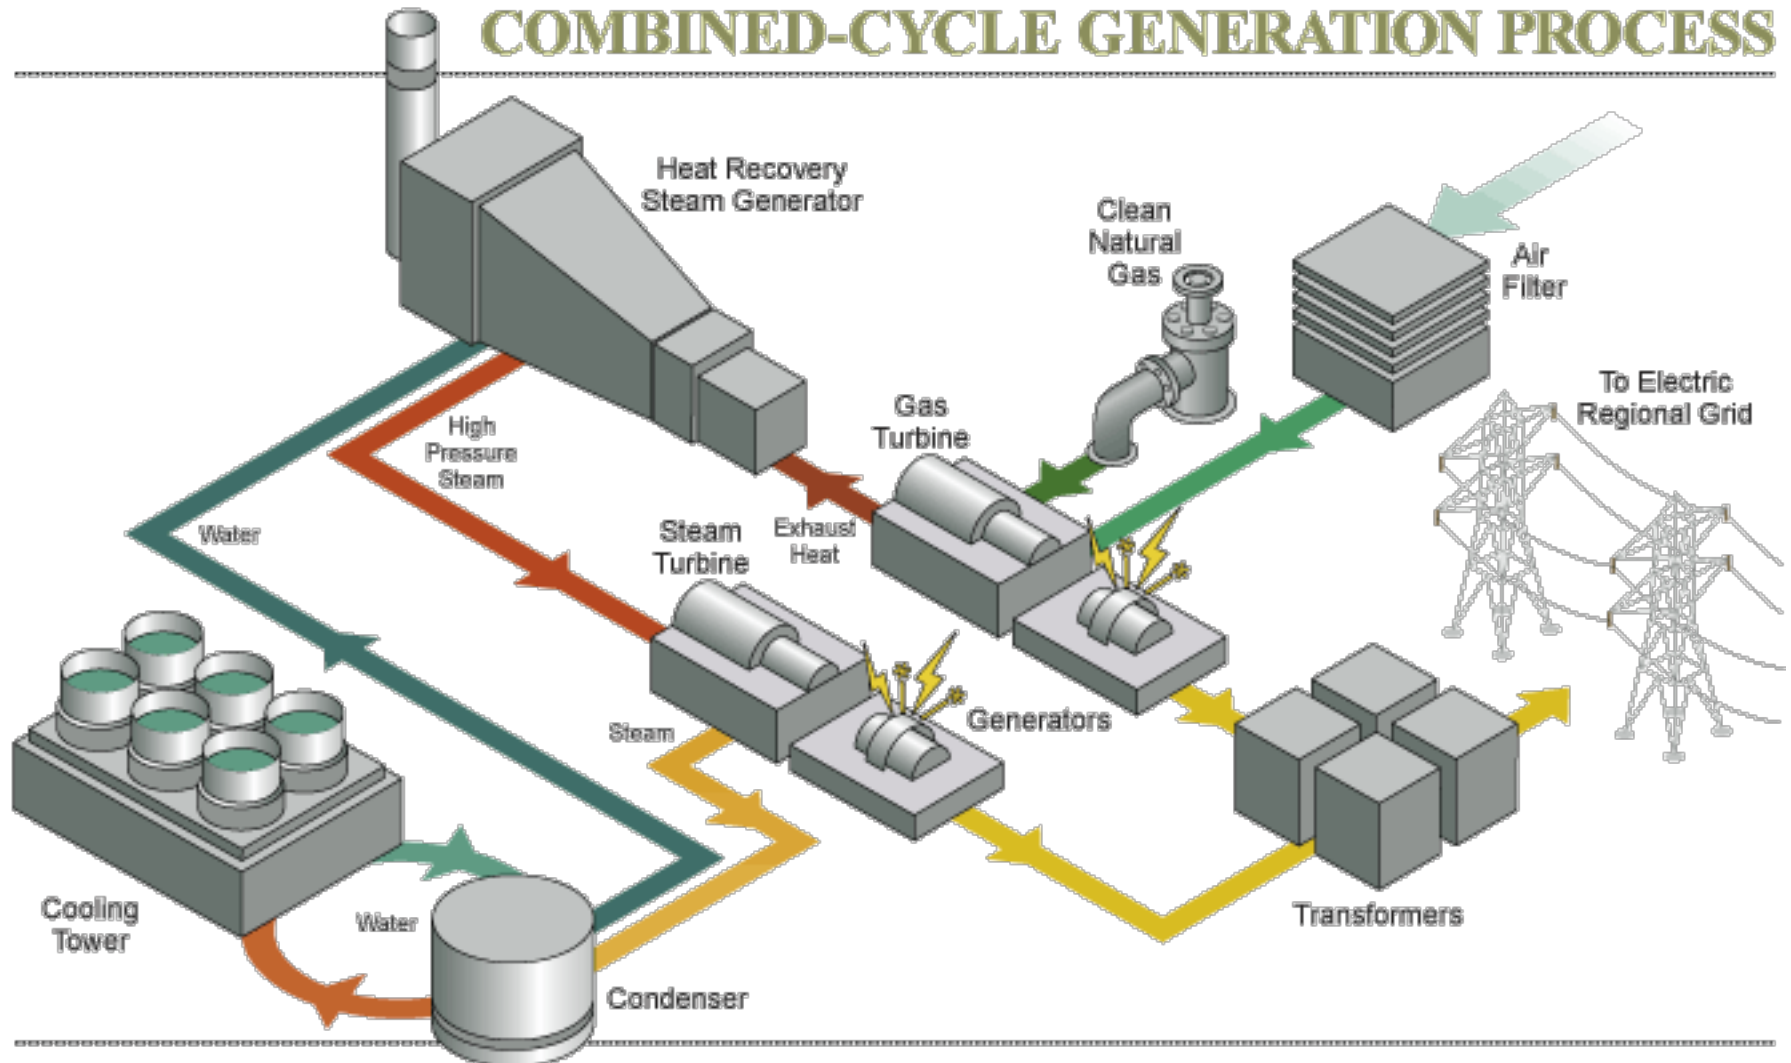 COMBINED-CYCLE GENERATION PROCESS
Heat Recovery
Steam Generator
Clean
Natural
Gas
Air
Filter
To Electric
Regional Grid
Gas
Turbine
High
Pressure
Steam
Exhaust
Heat
Steam
Turbine
Water
Generators
Steam
Transformers
Cooling
Tower
Water
Condenser